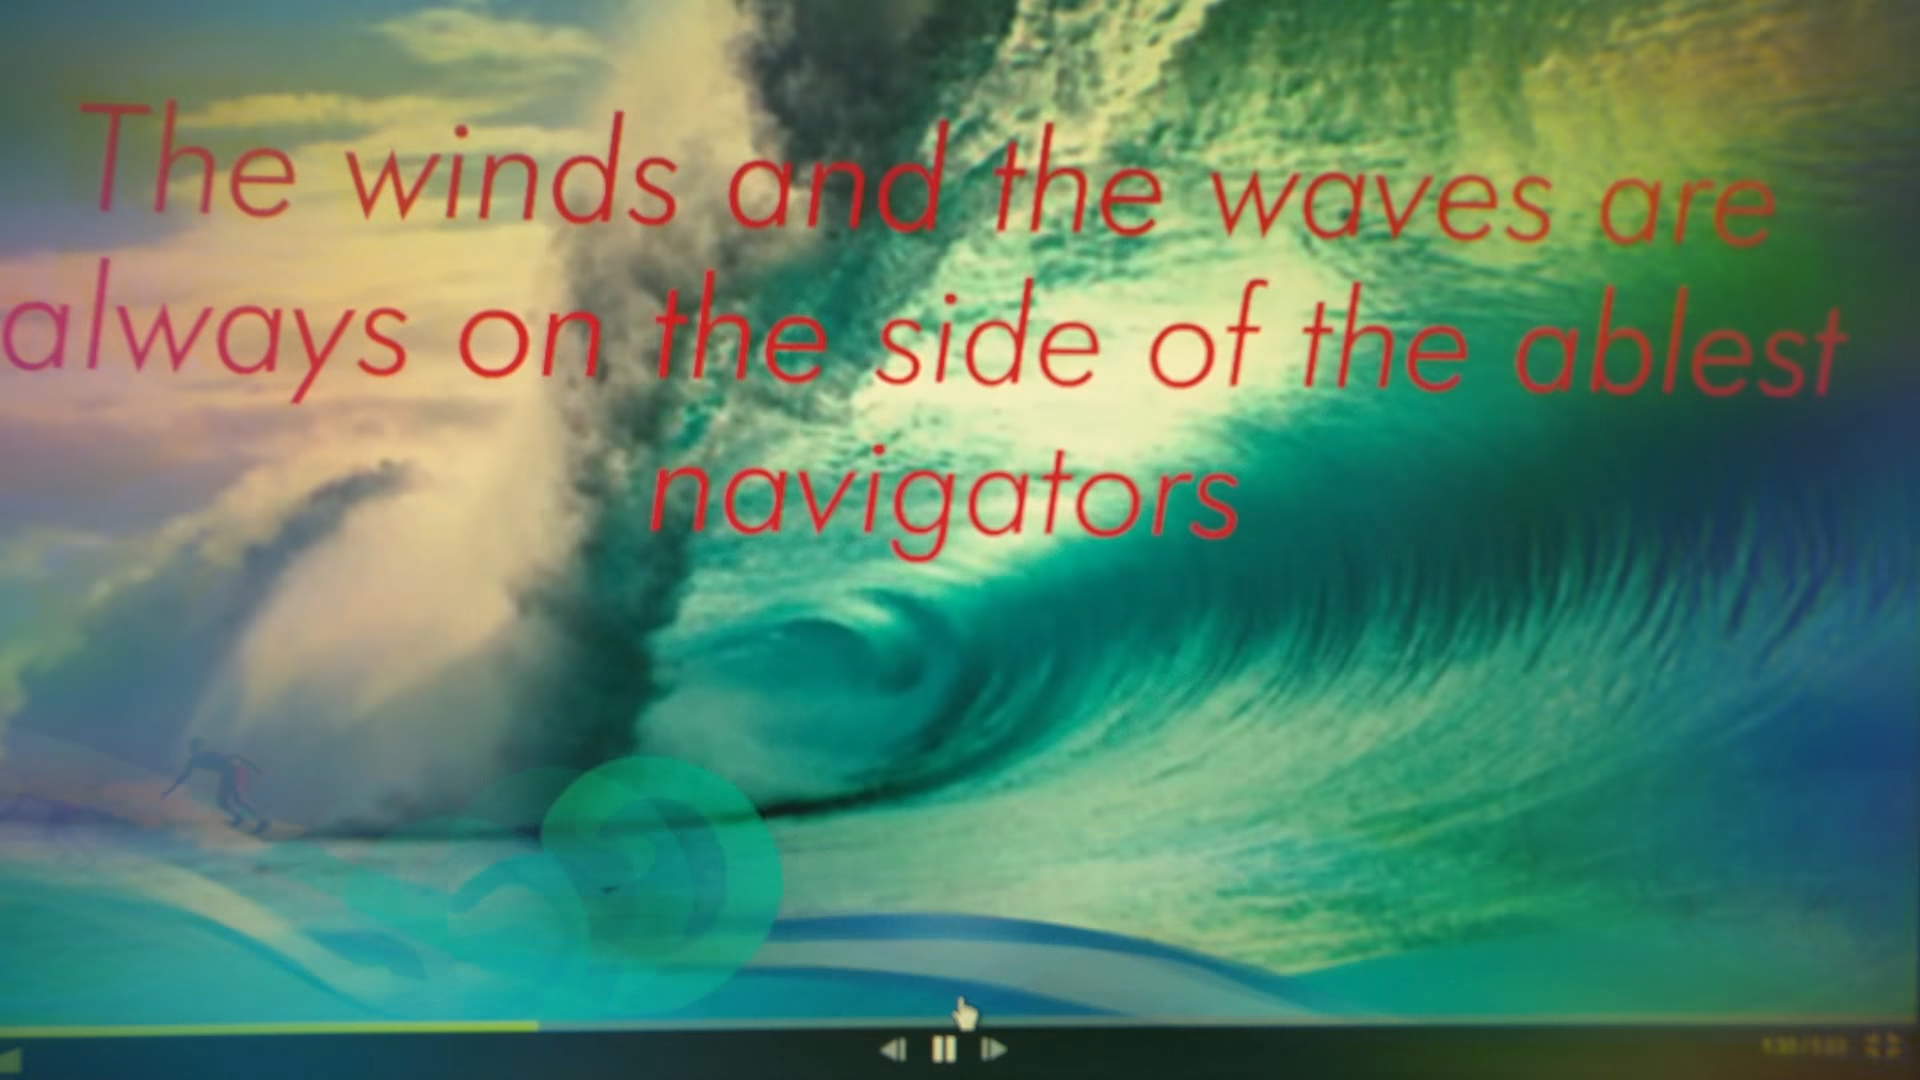 The winds and the waves are
always on the side of the ablest
navigators